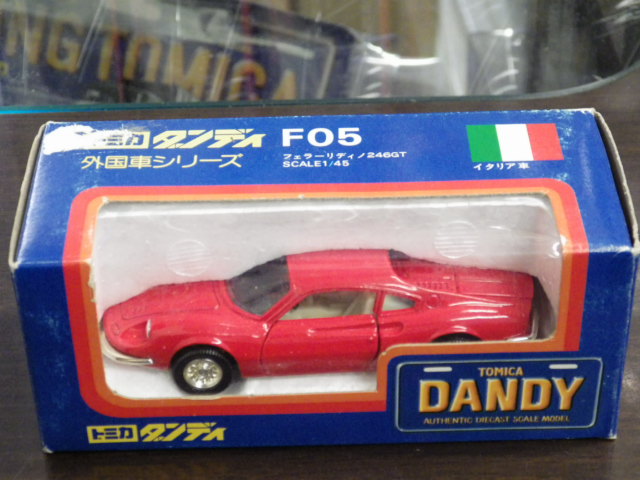 NG TOMICA
トミカ ダンディ F05
外国車シリーズ
フェラーリディノ246GT
SCALE1/45
イタリア車
TOMICA
DANDY
AUTHENTIC DIECAST SCALE MODEL
トミカ ダンディ